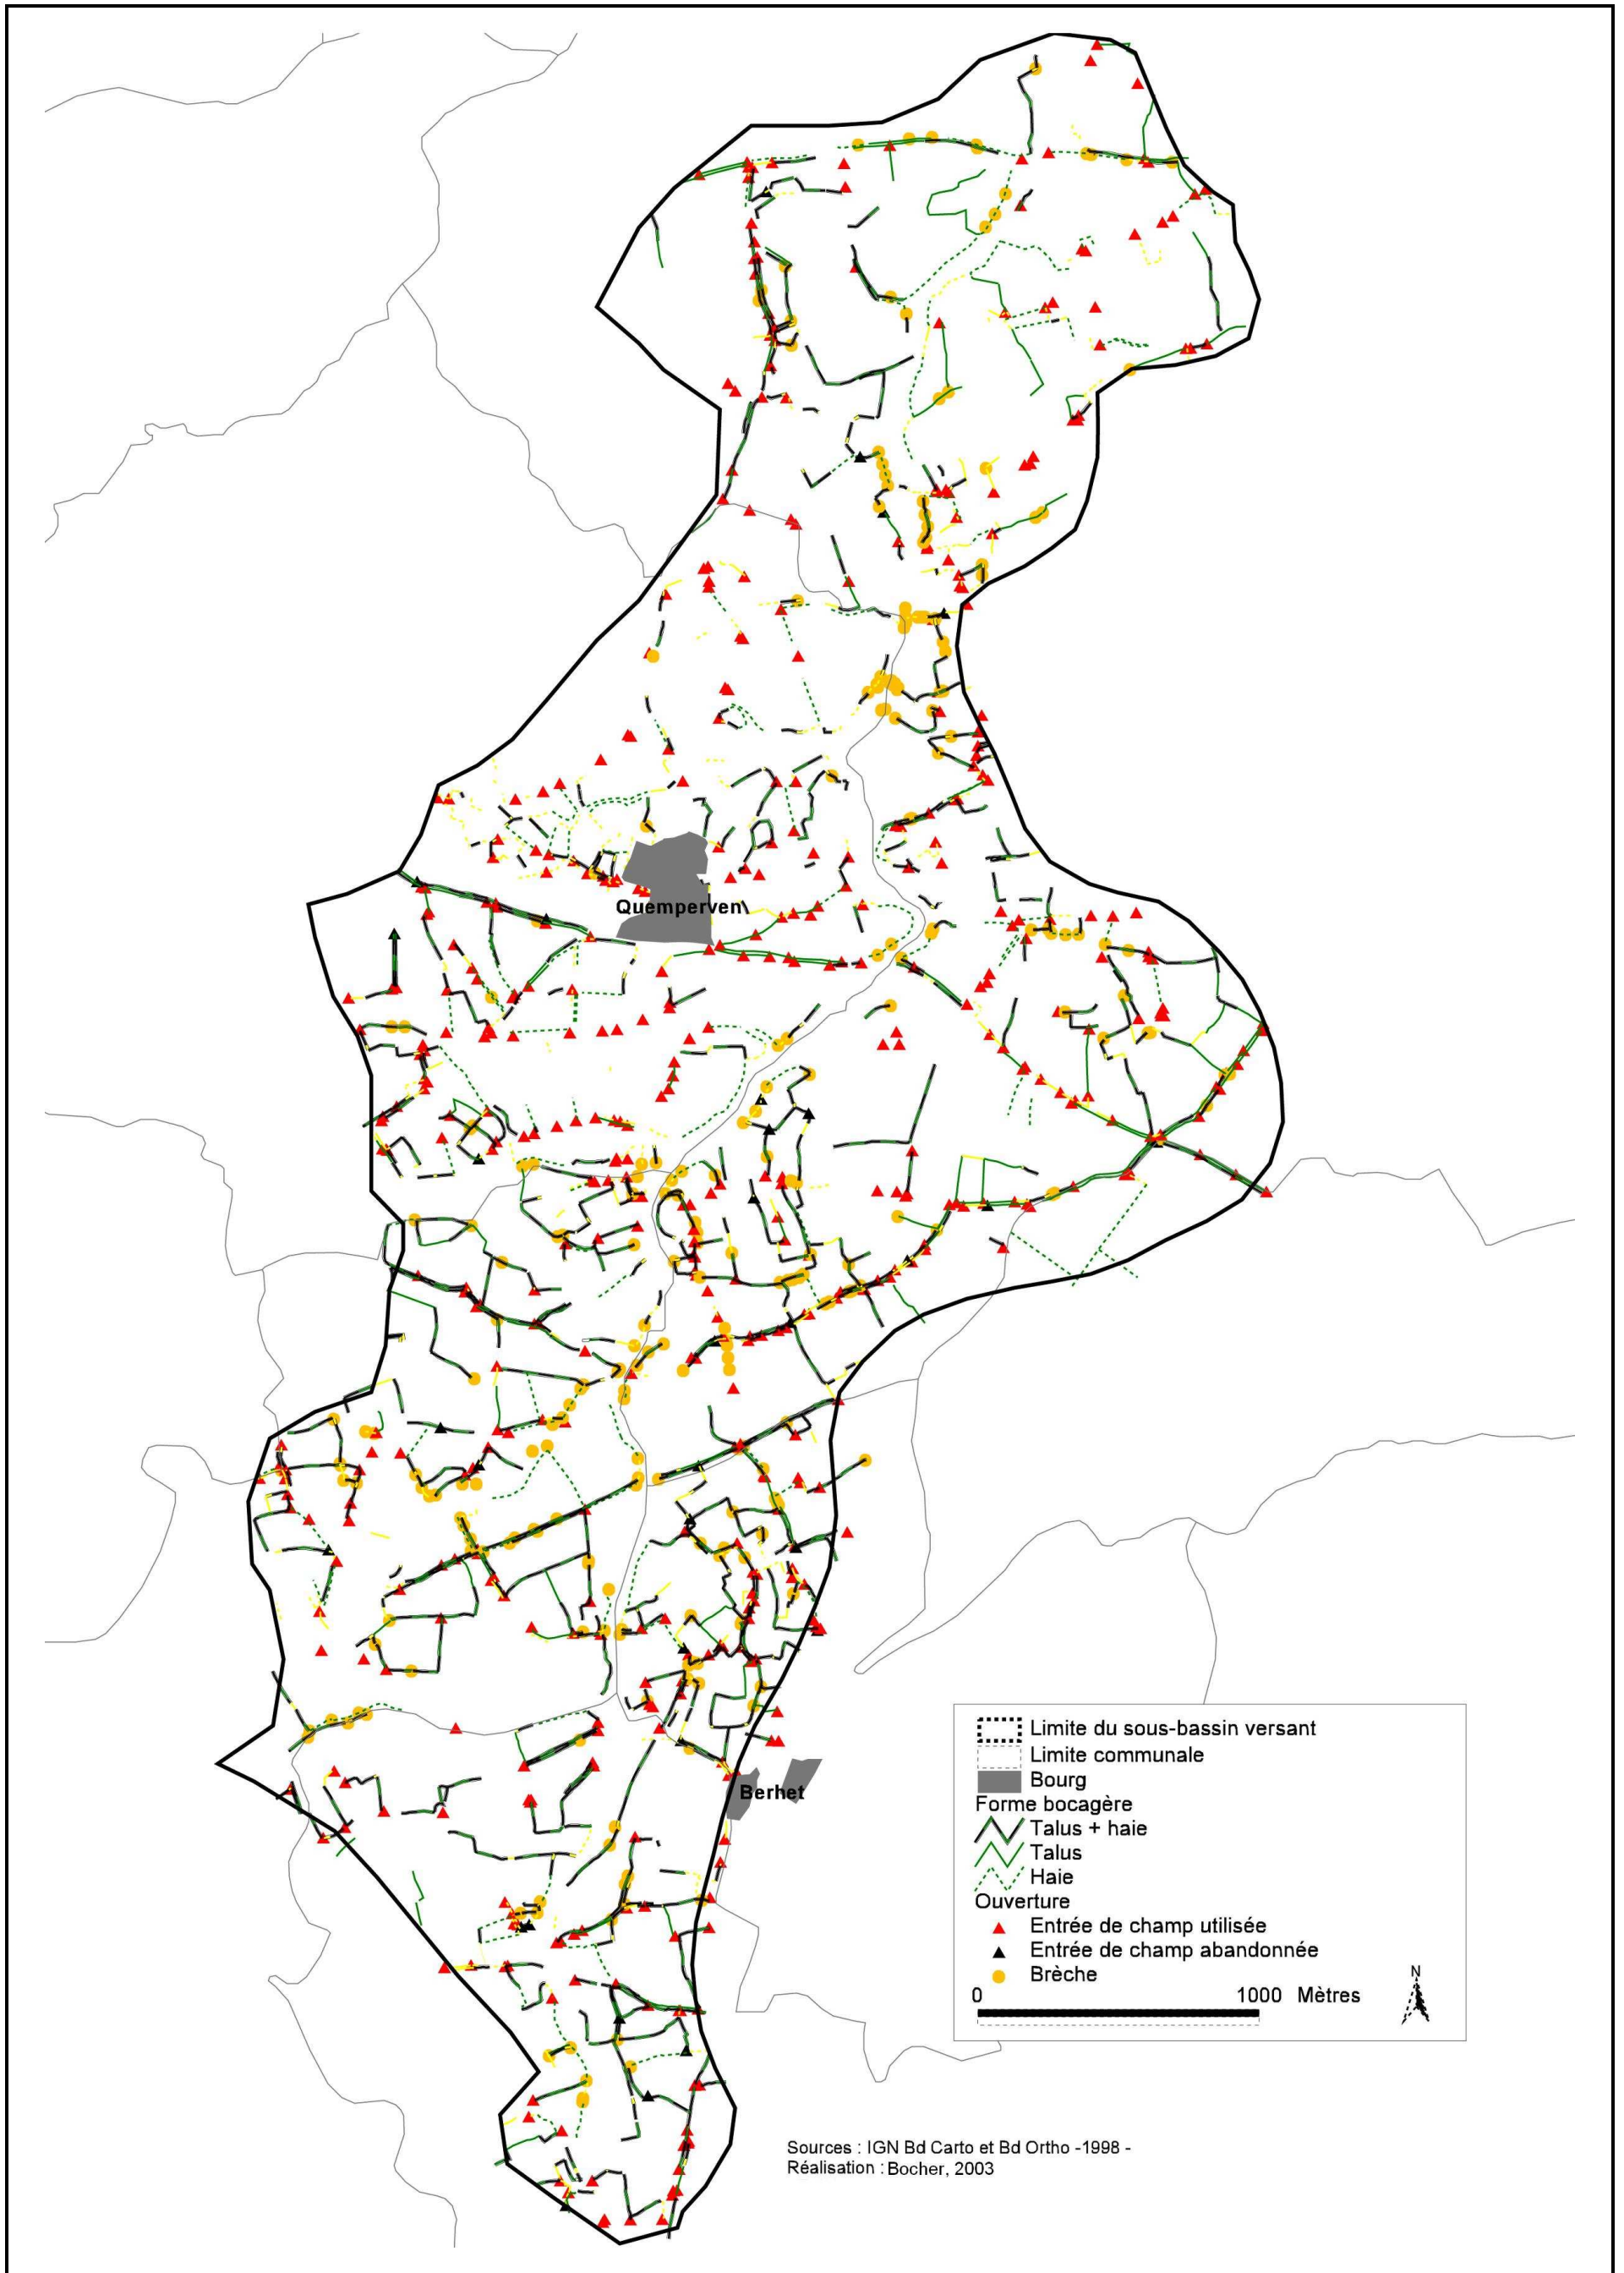 Quemperven
Berhet
Limite du sous-bassin versant
Limite communale
Bourg
Forme bocagère
Talus + haie
Talus
Haie
Ouverture
Entrée de champ utilisée
Entrée de champ abandonnée
Brèche
0 1000 Mètres
N
Sources : IGN Bd Carto et Bd Ortho -1998 -
Réalisation : Bocher, 2003